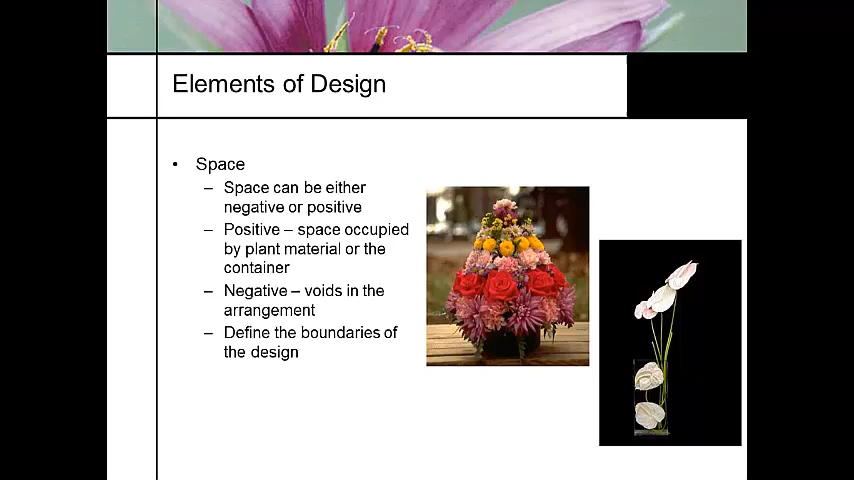 Elements of Design
• Space
– Space can be either
negative or positive
– Positive – space occupied
by plant material or the
container
– Negative – voids in the
arrangement
– Define the boundaries of
the design